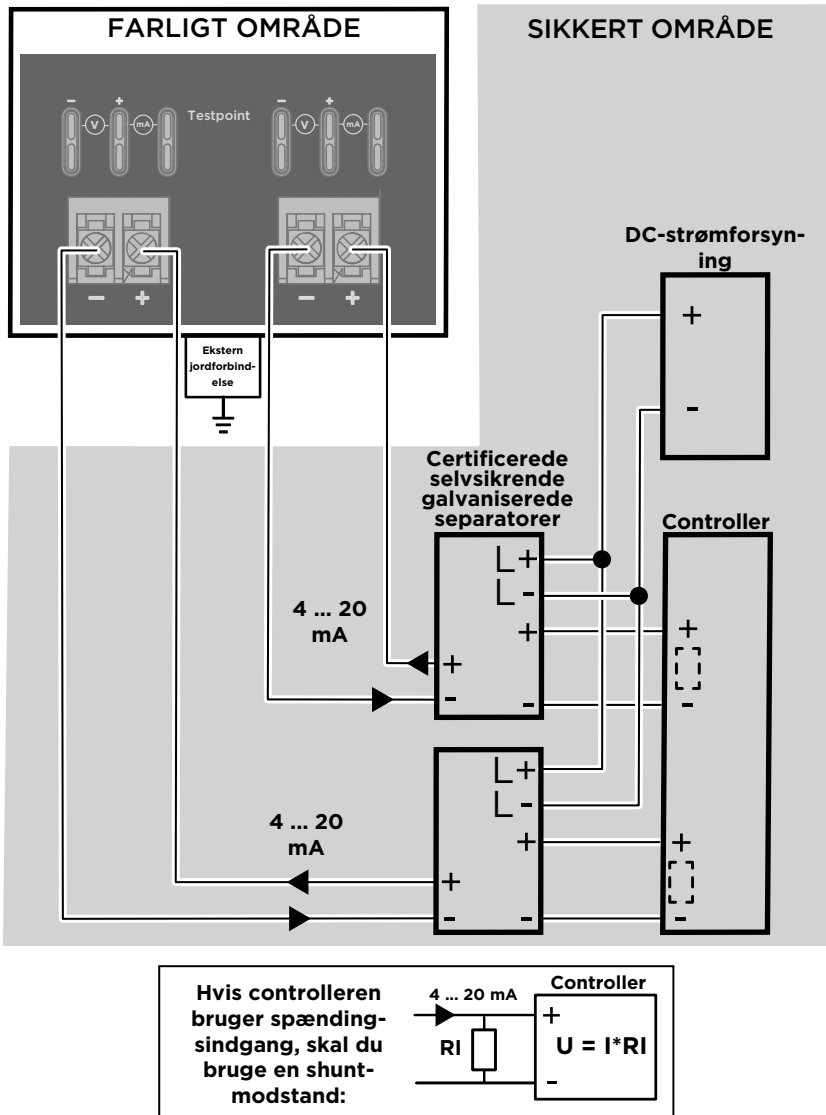 FARLIGT OMRÅDE
SIKKERT OMRÅDE
- + Testpoint - +
V mA V mA
- + - +
DC-strømforsyn-
ing
+
-
Ekstern
jordforbind-
else
Certificerede
selvsikrende
galvaniserede
separatorer
Controller
L +
L -
4 ... 20
mA
+ +
+
- - -
L +
L -
4 ... 20
mA
+ +
+
- - -
Hvis controlleren
bruger spænding-
sindgang, skal du
bruge en shunt-
modstand:
4 ... 20 mA
Controller
+
RI
U = I*RI
-